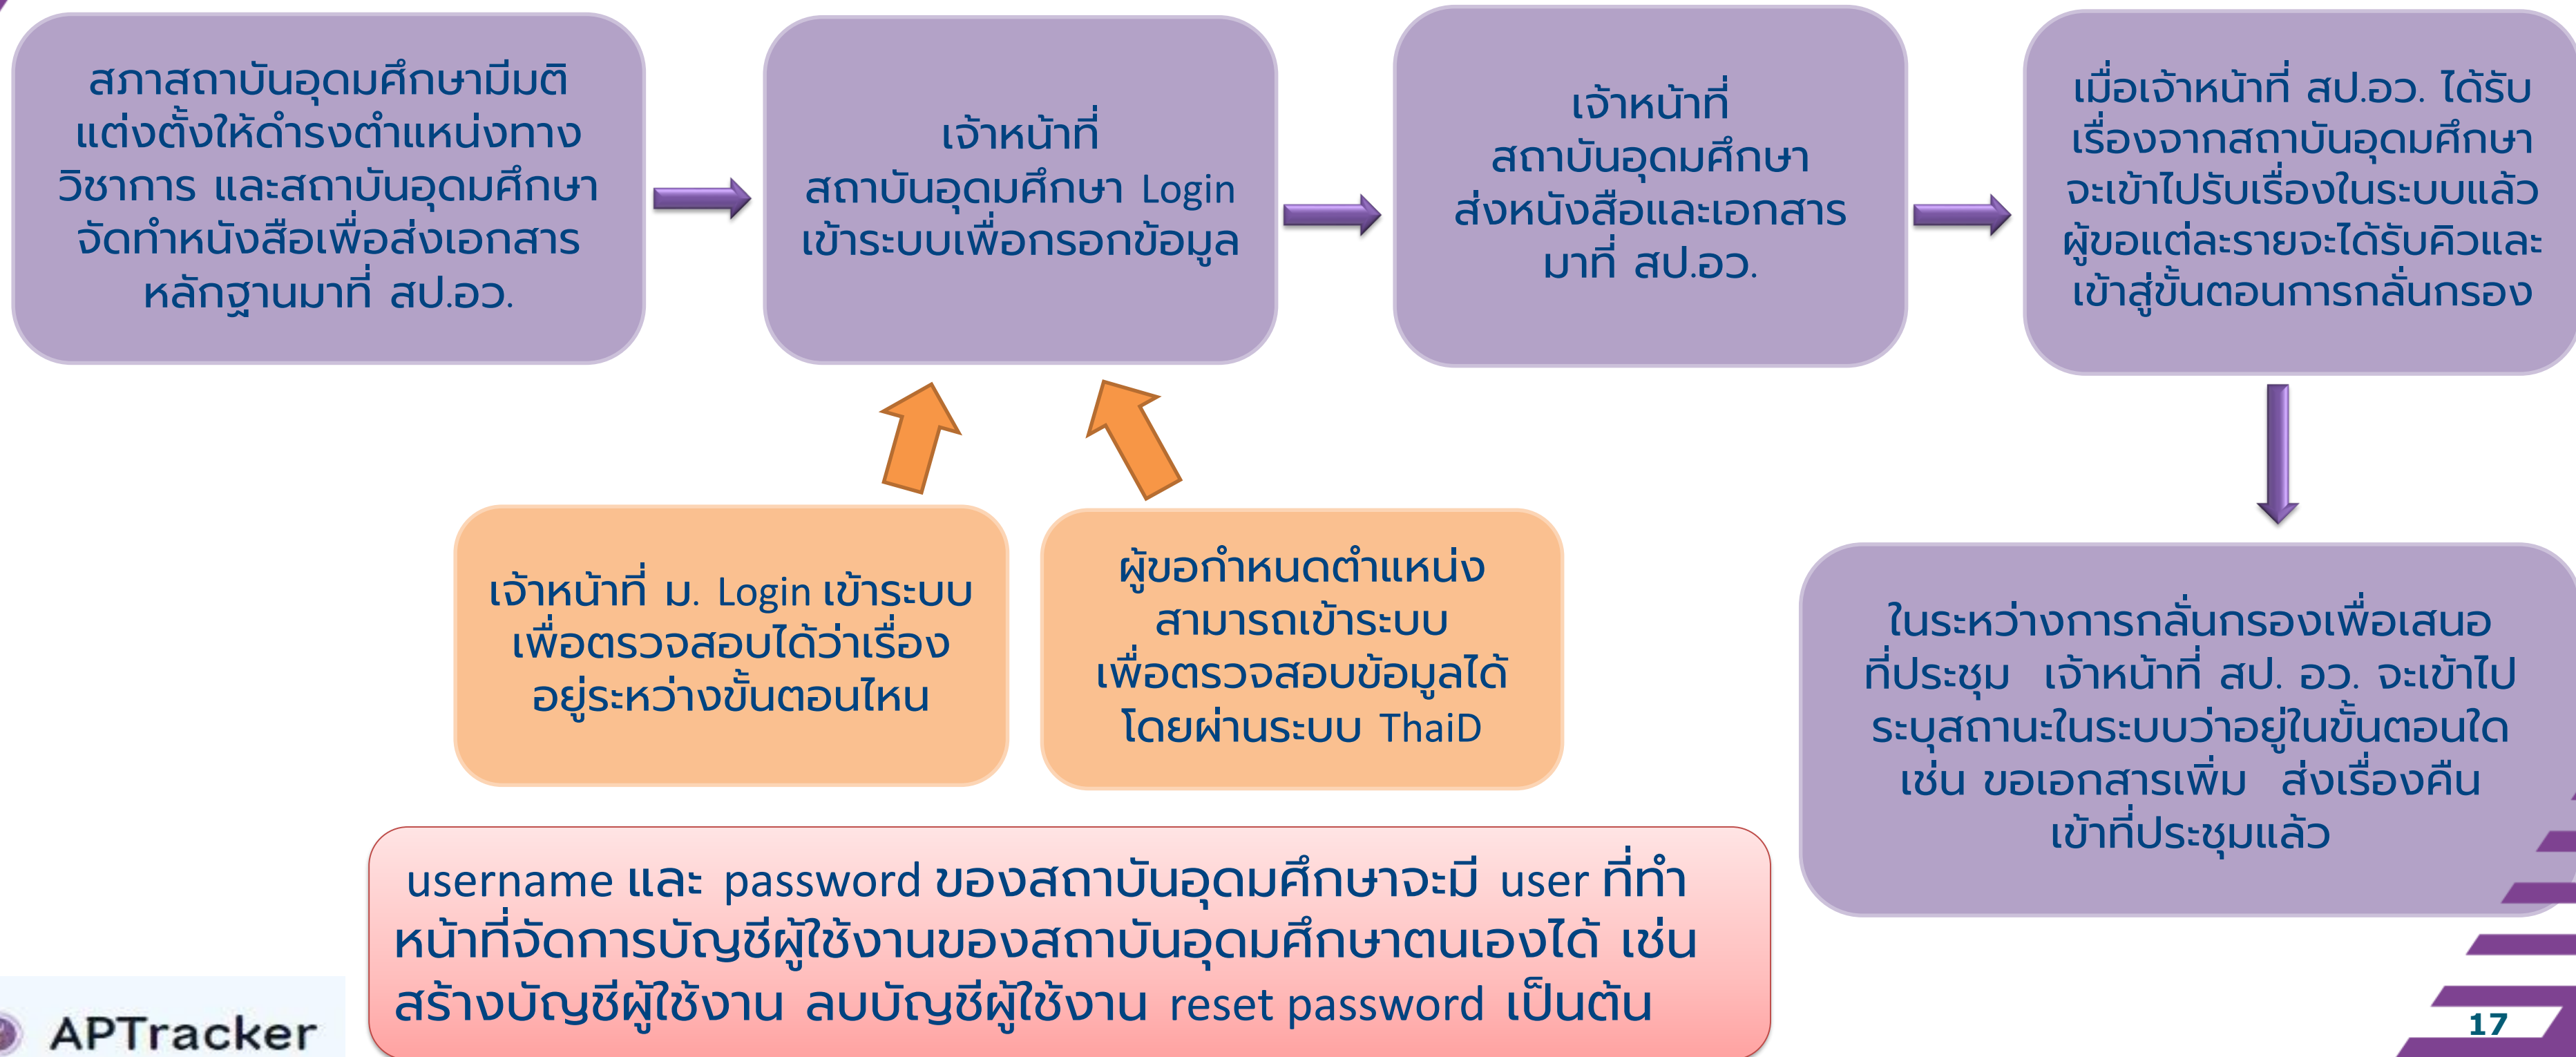 สภาสถาบันอุดมศึกษามีมติ
แต่งตั้งให้ดำรงตำแหน่งทาง
วิชาการ และสถาบันอุดมศึกษา
จัดทำหนังสือเพื่อส่งเอกสาร
หลักฐานมาที่ สป.อว.
เจ้าหน้าที่
สถาบันอุดมศึกษา Login
เข้าระบบเพื่อกรอกข้อมูล
เจ้าหน้าที่
สถาบันอุดมศึกษา
ส่งหนังสือและเอกสาร
มาที่ สป.อว.
เมื่อเจ้าหน้าที่ สป.อว. ได้รับ
เรื่องจากสถาบันอุดมศึกษา
จะเข้าไปรับเรื่องในระบบแล้ว
ผู้ขอแต่ละรายจะได้รับคิวและ
เข้าสู่ขั้นตอนการกลั่นกรอง
เจ้าหน้าที่ ม. Login เข้าระบบ
เพื่อตรวจสอบได้ว่าเรื่อง
อยู่ระหว่างขั้นตอนไหน
ผู้ขอกำหนดตำแหน่ง
สามารถเข้าระบบ
เพื่อตรวจสอบข้อมูลได้
โดยผ่านระบบ ThaiD
ในระหว่างการกลั่นกรองเพื่อเสนอ
ที่ประชุม เจ้าหน้าที่ สป. อว. จะเข้าไป
ระบุสถานะในระบบว่าอยู่ในขั้นตอนใด
เช่น ขอเอกสารเพิ่ม ส่งเรื่องคืน
เข้าที่ประชุมแล้ว
username และ password ของสถาบันอุดมศึกษาจะมี user ที่ทำ
หน้าที่จัดการบัญชีผู้ใช้งานของสถาบันอุดมศึกษาตนเองได้ เช่น
สร้างบัญชีผู้ใช้งาน ลบบัญชีผู้ใช้งาน reset password เป็นต้น
APTracker
17